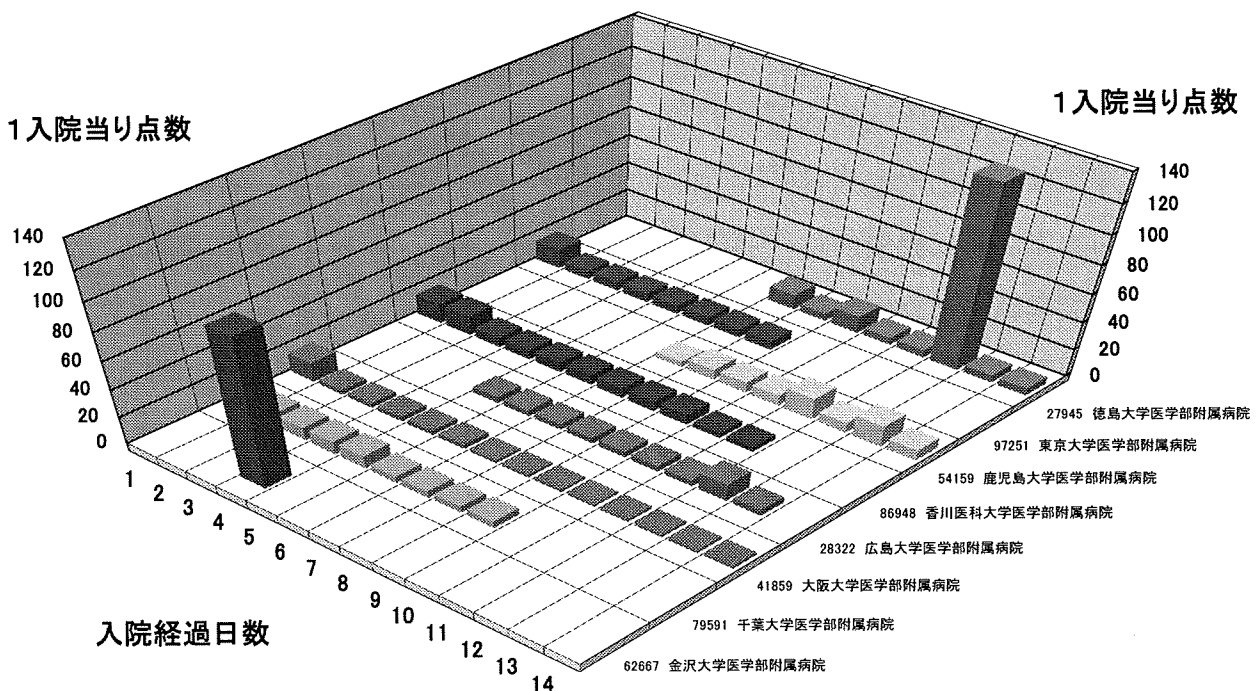 1入院当り点数
140
120
100
80
60
40
20
0
1入院当り点数
140
120
100
80
60
40
20
0
1
2
3
4
5
6
7
8
9
10
11
12
13
14
入院経過日数
27945 徳島大学医学部附属病院
97251 東京大学医学部附属病院
54159 鹿児島大学医学部附属病院
86948 香川医科大学医学部附属病院
28322 広島大学医学部附属病院
41859 大阪大学医学部附属病院
79591 千葉大学医学部附属病院
62667 金沢大学医学部附属病院